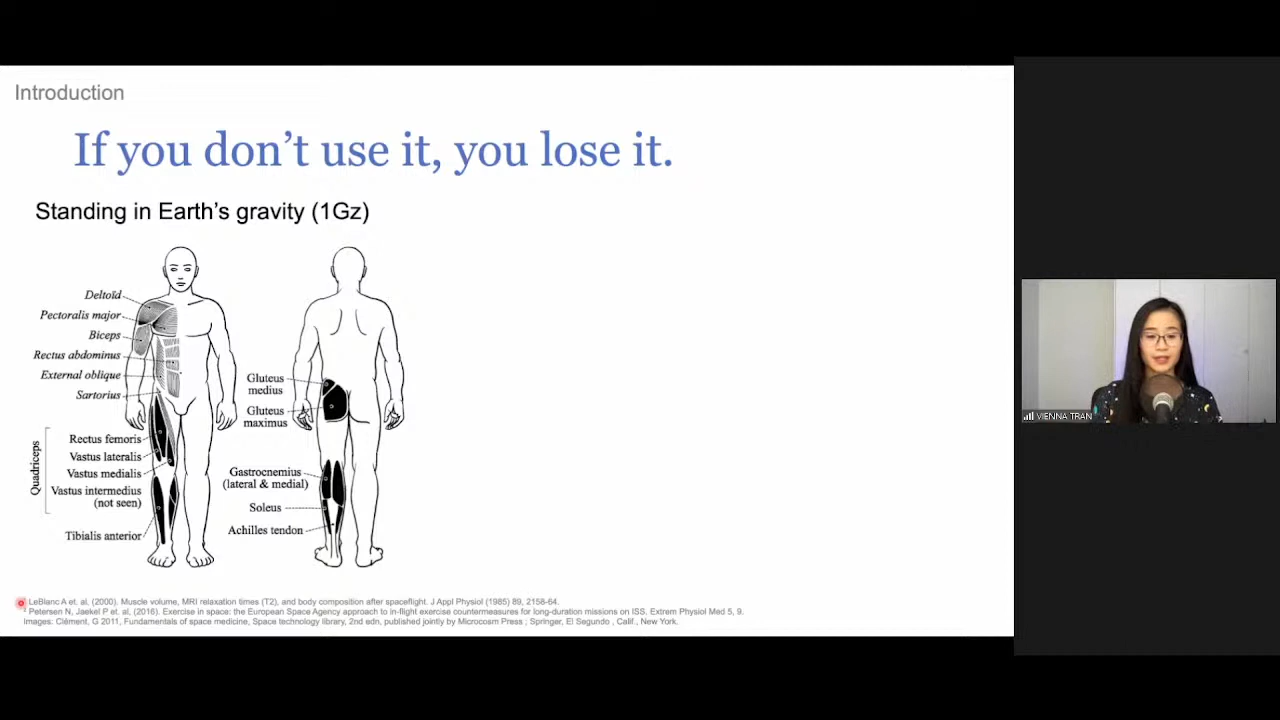 Introduction
If you don't use it, you lose it.
Standing in Earth's gravity (1Gz)
Deltoïd
Pectoralis major
Biceps
Rectus abdominus
External oblique
Sartorius
Quadriceps
Rectus femoris
Vastus lateralis
Vastus medialis
Vastus intermedius
(not seen)
Tibialis anterior
Gluteus
medius
Gluteus
maximus
Gastrocnemius
(lateral & medial)
Soleus
Achilles tendon
LeBlanc A et. al, (2000). Muscle volume, MRI relaxation times (T2), and body composition after spaceflight. J Appl Physiol (1985) 89, 2158-64.
² Petersen N, Jaekel P et. al, (2016). Exercise in space: the European Space Agency approach to in-flight exercise countermeasures for long-duration missions on ISS. Extrem Physiol Med 5, 9.
Images: Clément, G 2011, Fundamentals of space medicine, Space technology library, 2nd edn, published jointly by Microcosm Press ; Springer, El Segundo , Calif., New York.
VIENNA TRAN